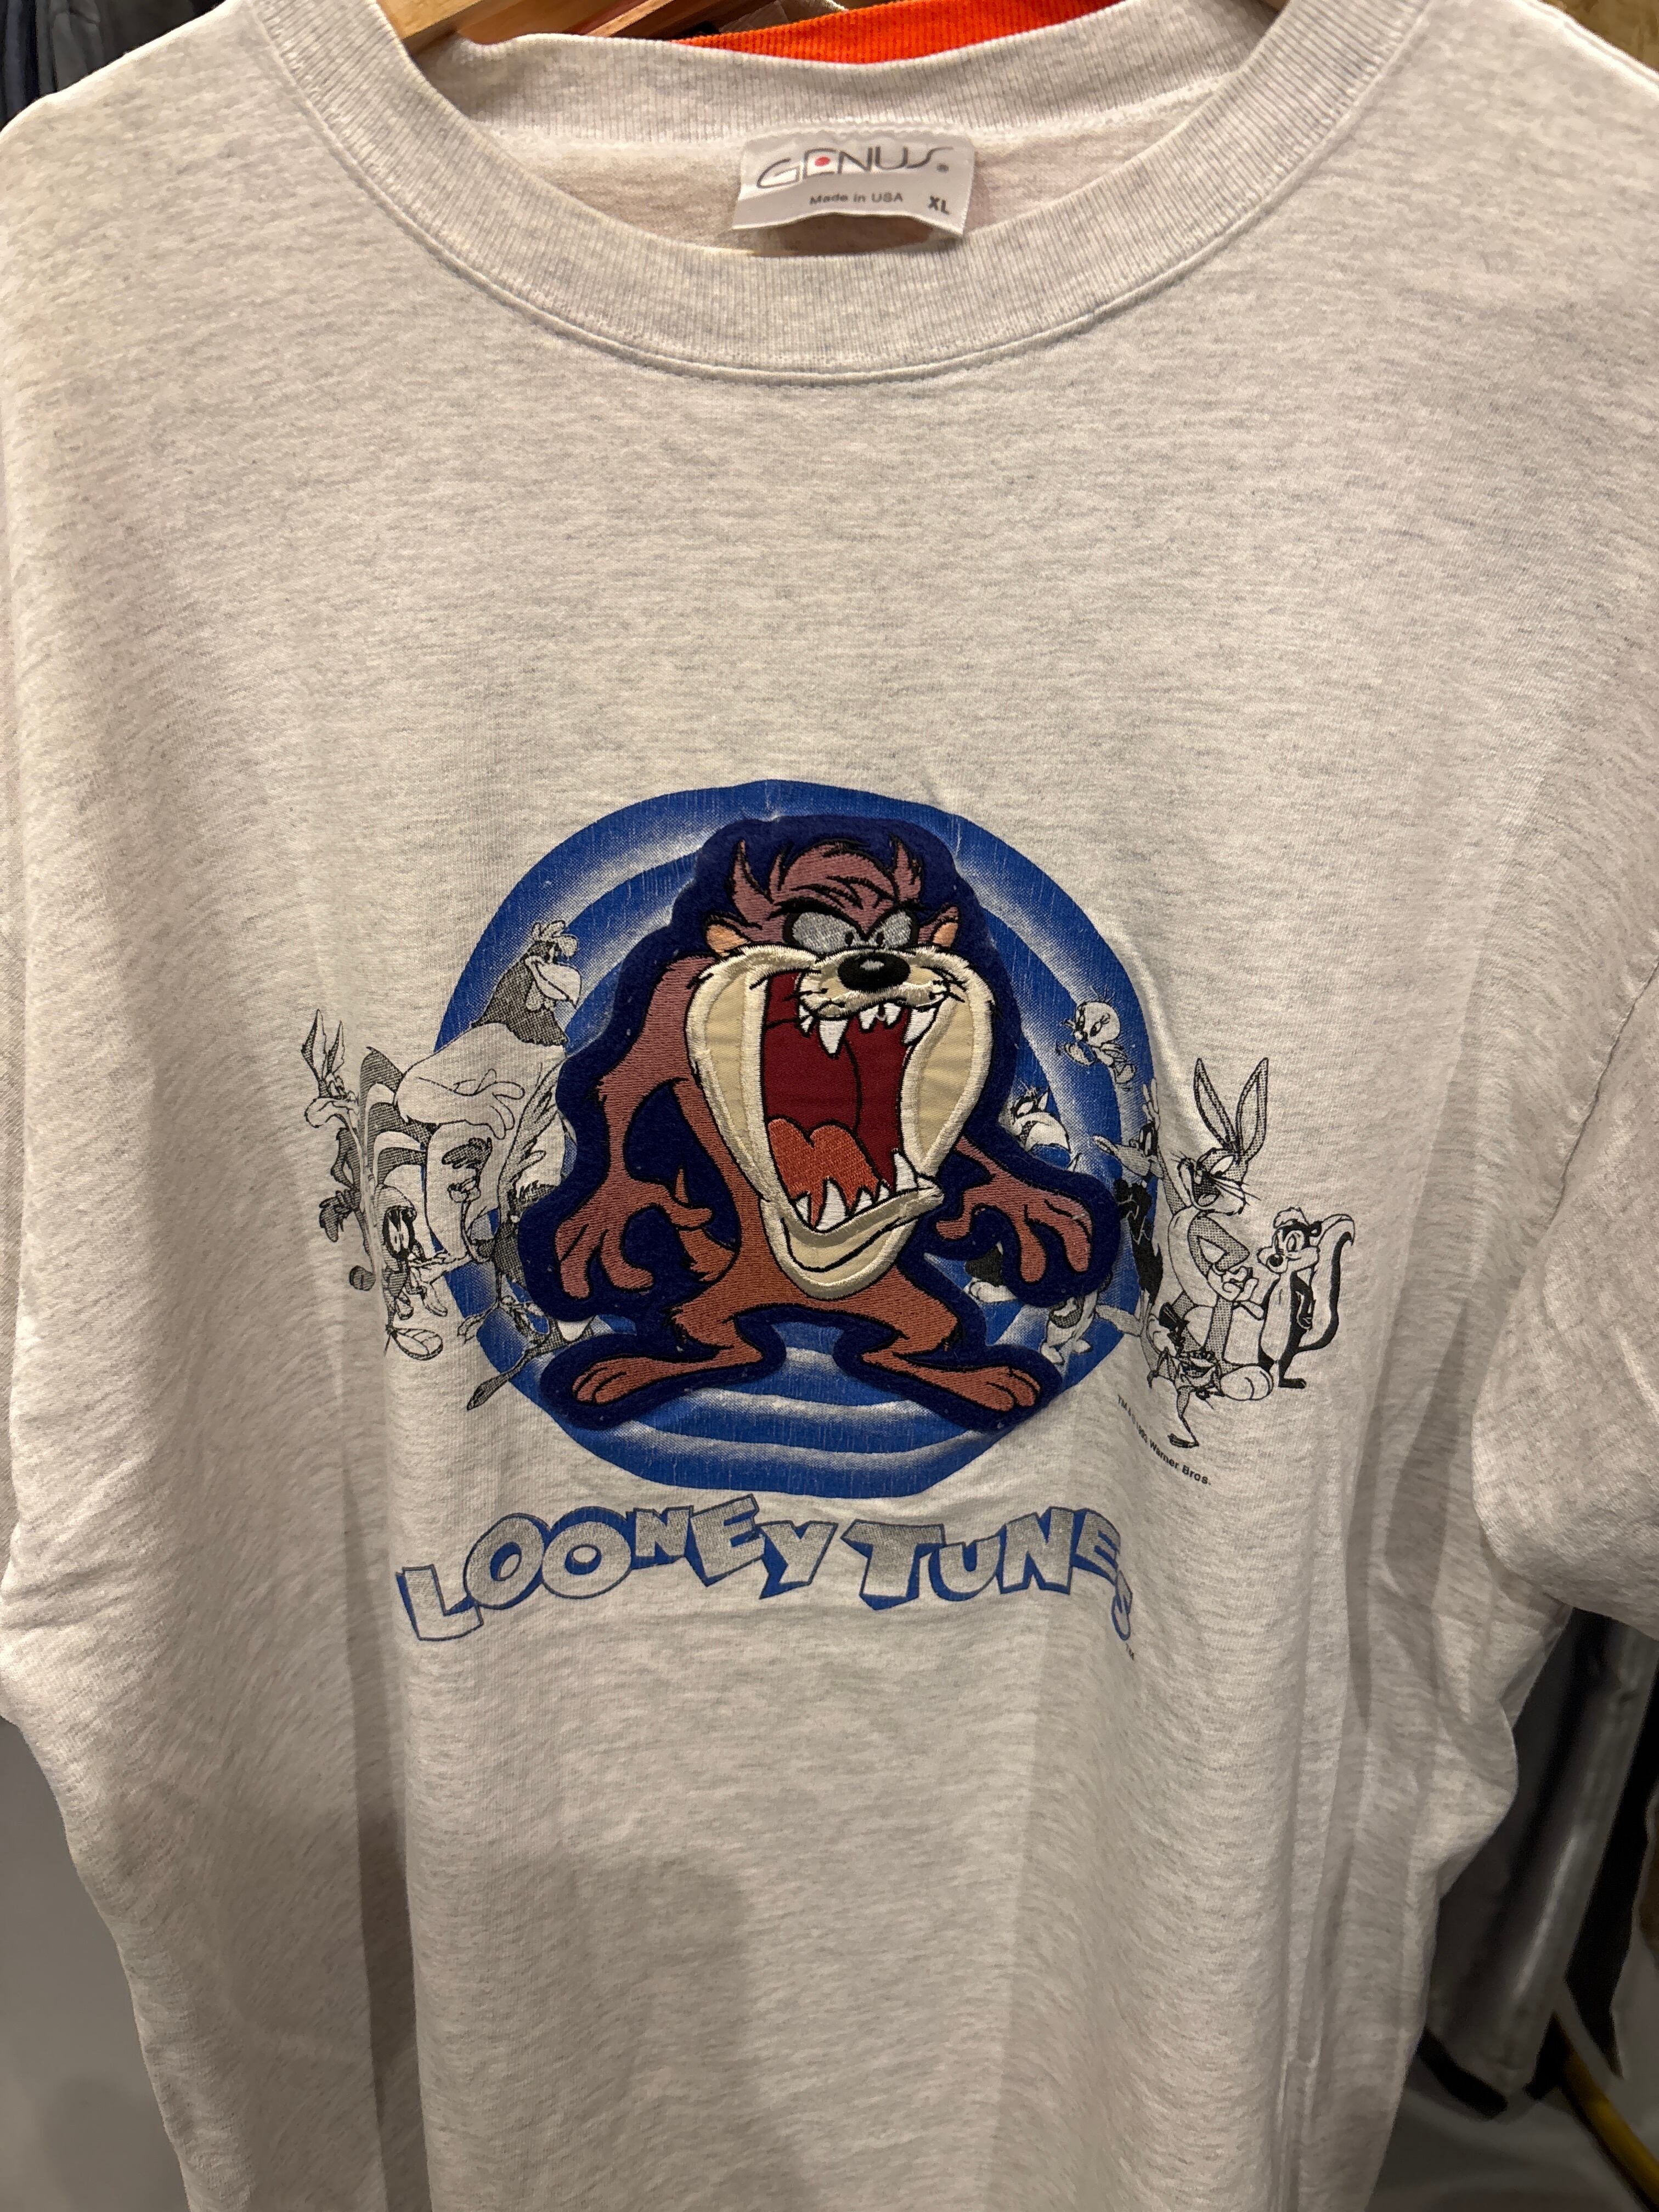 GENUS®
Made in USA XL
Warner Bros.
LOONEY TUNES